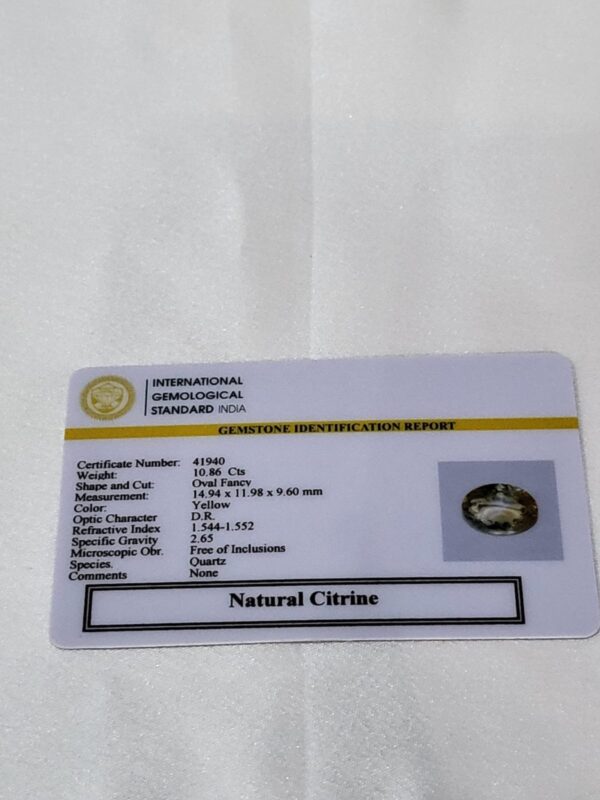 INTERNATIONAL
GEMOLOGICAL
STANDARD INDIA
GEMSTONE IDENTIFICATION REPORT
Certificate Number: 41940
Weight: 10.86 Cts
Shape and Cut: Oval Fancy
Measurement: 14.94 x 11.98 x 9.60 mm
Color: Yellow
Optic Character D.R.
Refractive Index 1.544-1.552
Specific Gravity 2.65
Microscopic Obr. Free of Inclusions
Species. Quartz
Comments None
Natural Citrine